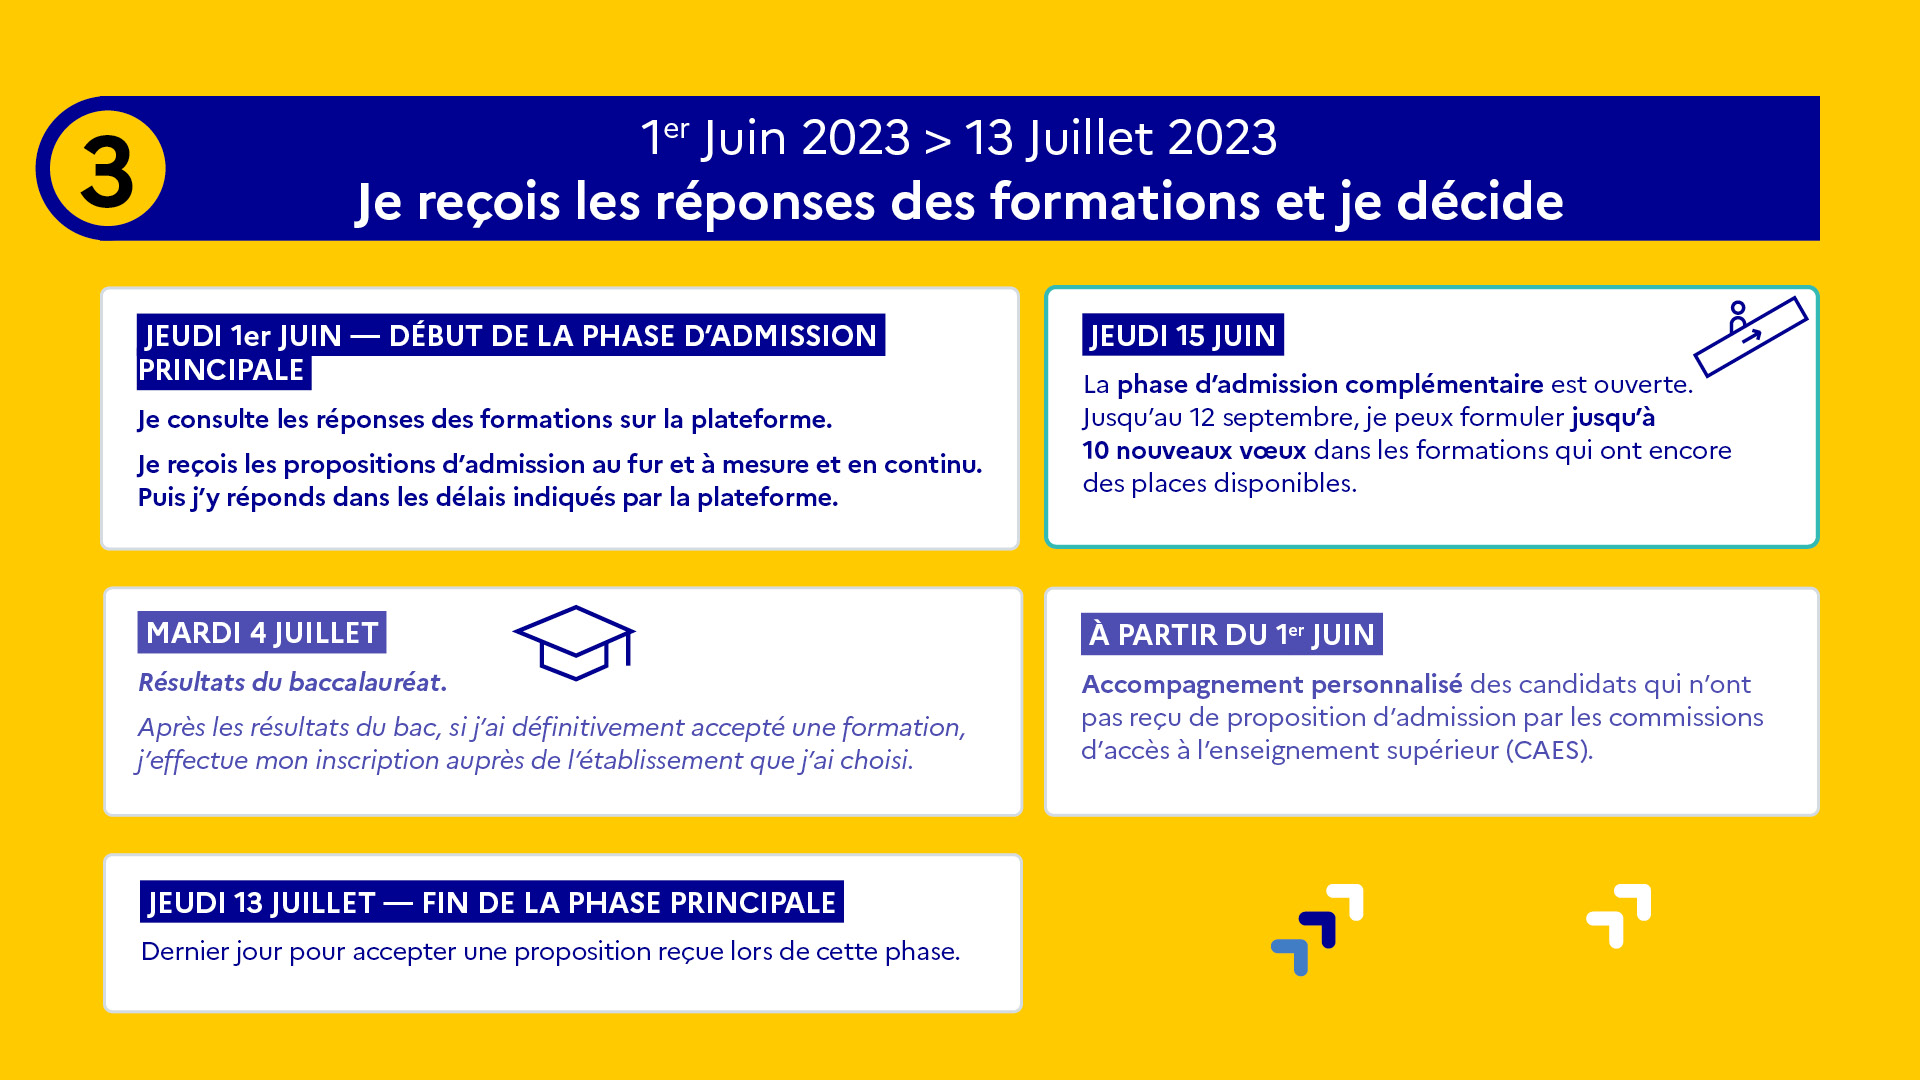 3
1er Juin 2023 > 13 Juillet 2023
Je reçois les réponses des formations et je décide
JEUDI 1er JUIN — DÉBUT DE LA PHASE D’ADMISSION
PRINCIPALE
Je consulte les réponses des formations sur la plateforme.
Je reçois les propositions d’admission au fur et à mesure et en continu.
Puis j’y réponds dans les délais indiqués par la plateforme.
JEUDI 15 JUIN
La phase d’admission complémentaire est ouverte.
Jusqu’au 12 septembre, je peux formuler jusqu’à
10 nouveaux vœux dans les formations qui ont encore
des places disponibles.
MARDI 4 JUILLET
Résultats du baccalauréat.
Après les résultats du bac, si j’ai définitivement accepté une formation,
j’effectue mon inscription auprès de l’établissement que j’ai choisi.
À PARTIR DU 1er JUIN
Accompagnement personnalisé des candidats qui n’ont
pas reçu de proposition d’admission par les commissions
d’accès à l’enseignement supérieur (CAES).
JEUDI 13 JUILLET — FIN DE LA PHASE PRINCIPALE
Dernier jour pour accepter une proposition reçue lors de cette phase.